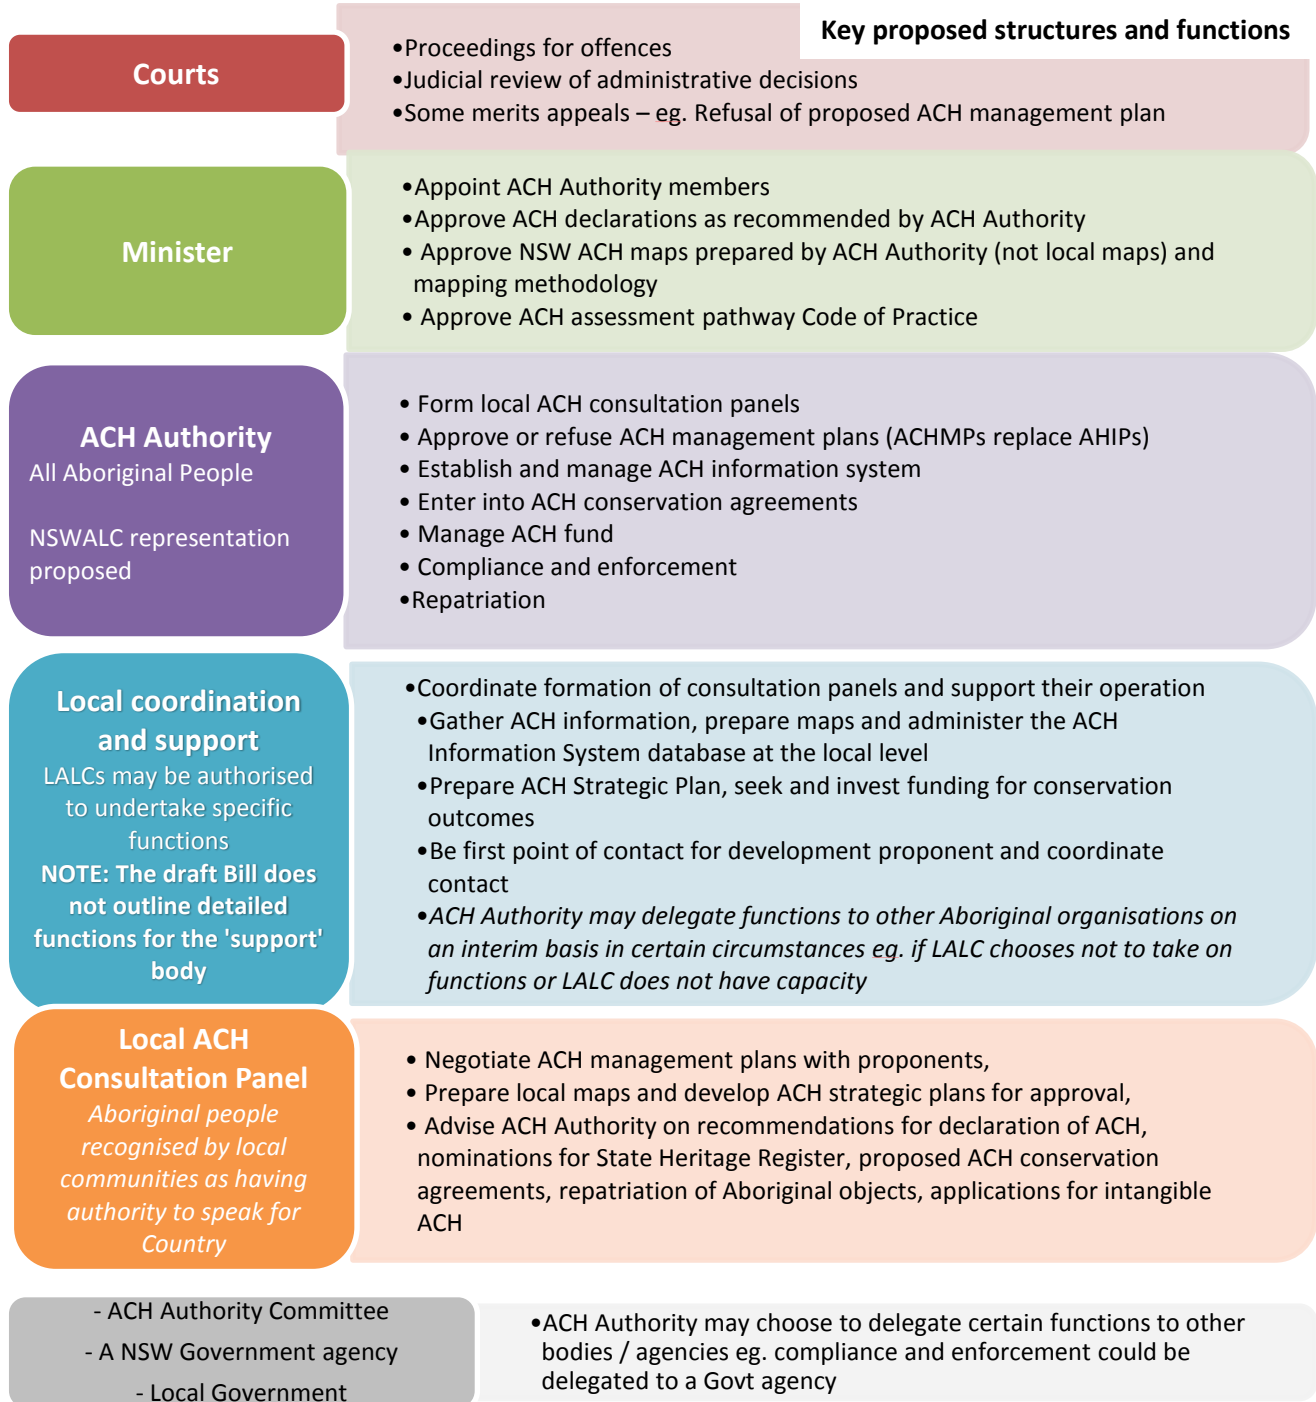 Key proposed structures and functions
Courts
•Proceedings for offences
•Judicial review of administrative decisions
•Some merits appeals – eg. Refusal of proposed ACH management plan
Minister
•Appoint ACH Authority members
•Approve ACH declarations as recommended by ACH Authority
• Approve NSW ACH maps prepared by ACH Authority (not local maps) and
mapping methodology
• Approve ACH assessment pathway Code of Practice
ACH Authority
All Aboriginal People
NSWALC representation
proposed
• Form local ACH consultation panels
• Approve or refuse ACH management plans (ACHMPs replace AHIPs)
• Establish and manage ACH information system
• Enter into ACH conservation agreements
• Manage ACH fund
• Compliance and enforcement
•Repatriation
Local coordination
and support
LALCs may be authorised
to undertake specific
functions
NOTE: The draft Bill does
not outline detailed
functions for the 'support'
body
•Coordinate formation of consultation panels and support their operation
•Gather ACH information, prepare maps and administer the ACH
Information System database at the local level
•Prepare ACH Strategic Plan, seek and invest funding for conservation
outcomes
•Be first point of contact for development proponent and coordinate
contact
•ACH Authority may delegate functions to other Aboriginal organisations on
an interim basis in certain circumstances eg. if LALC chooses not to take on
functions or LALC does not have capacity
Local ACH
Consultation Panel
Aboriginal people
recognised by local
communities as having
authority to speak for
Country
• Negotiate ACH management plans with proponents,
• Prepare local maps and develop ACH strategic plans for approval,
• Advise ACH Authority on recommendations for declaration of ACH,
nominations for State Heritage Register, proposed ACH conservation
agreements, repatriation of Aboriginal objects, applications for intangible
ACH
- ACH Authority Committee
- A NSW Government agency
- Local Government
•ACH Authority may choose to delegate certain functions to other
bodies / agencies eg. compliance and enforcement could be
delegated to a Govt agency